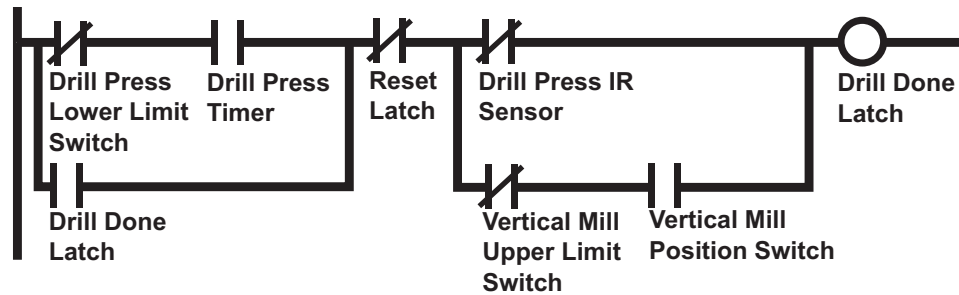 Drill Press
Lower Limit
Switch
Drill Press
Timer
Reset
Latch
Drill Press IR
Sensor
Drill Done
Latch
Drill Done
Latch
Vertical Mill
Upper Limit
Switch
Vertical Mill
Position Switch